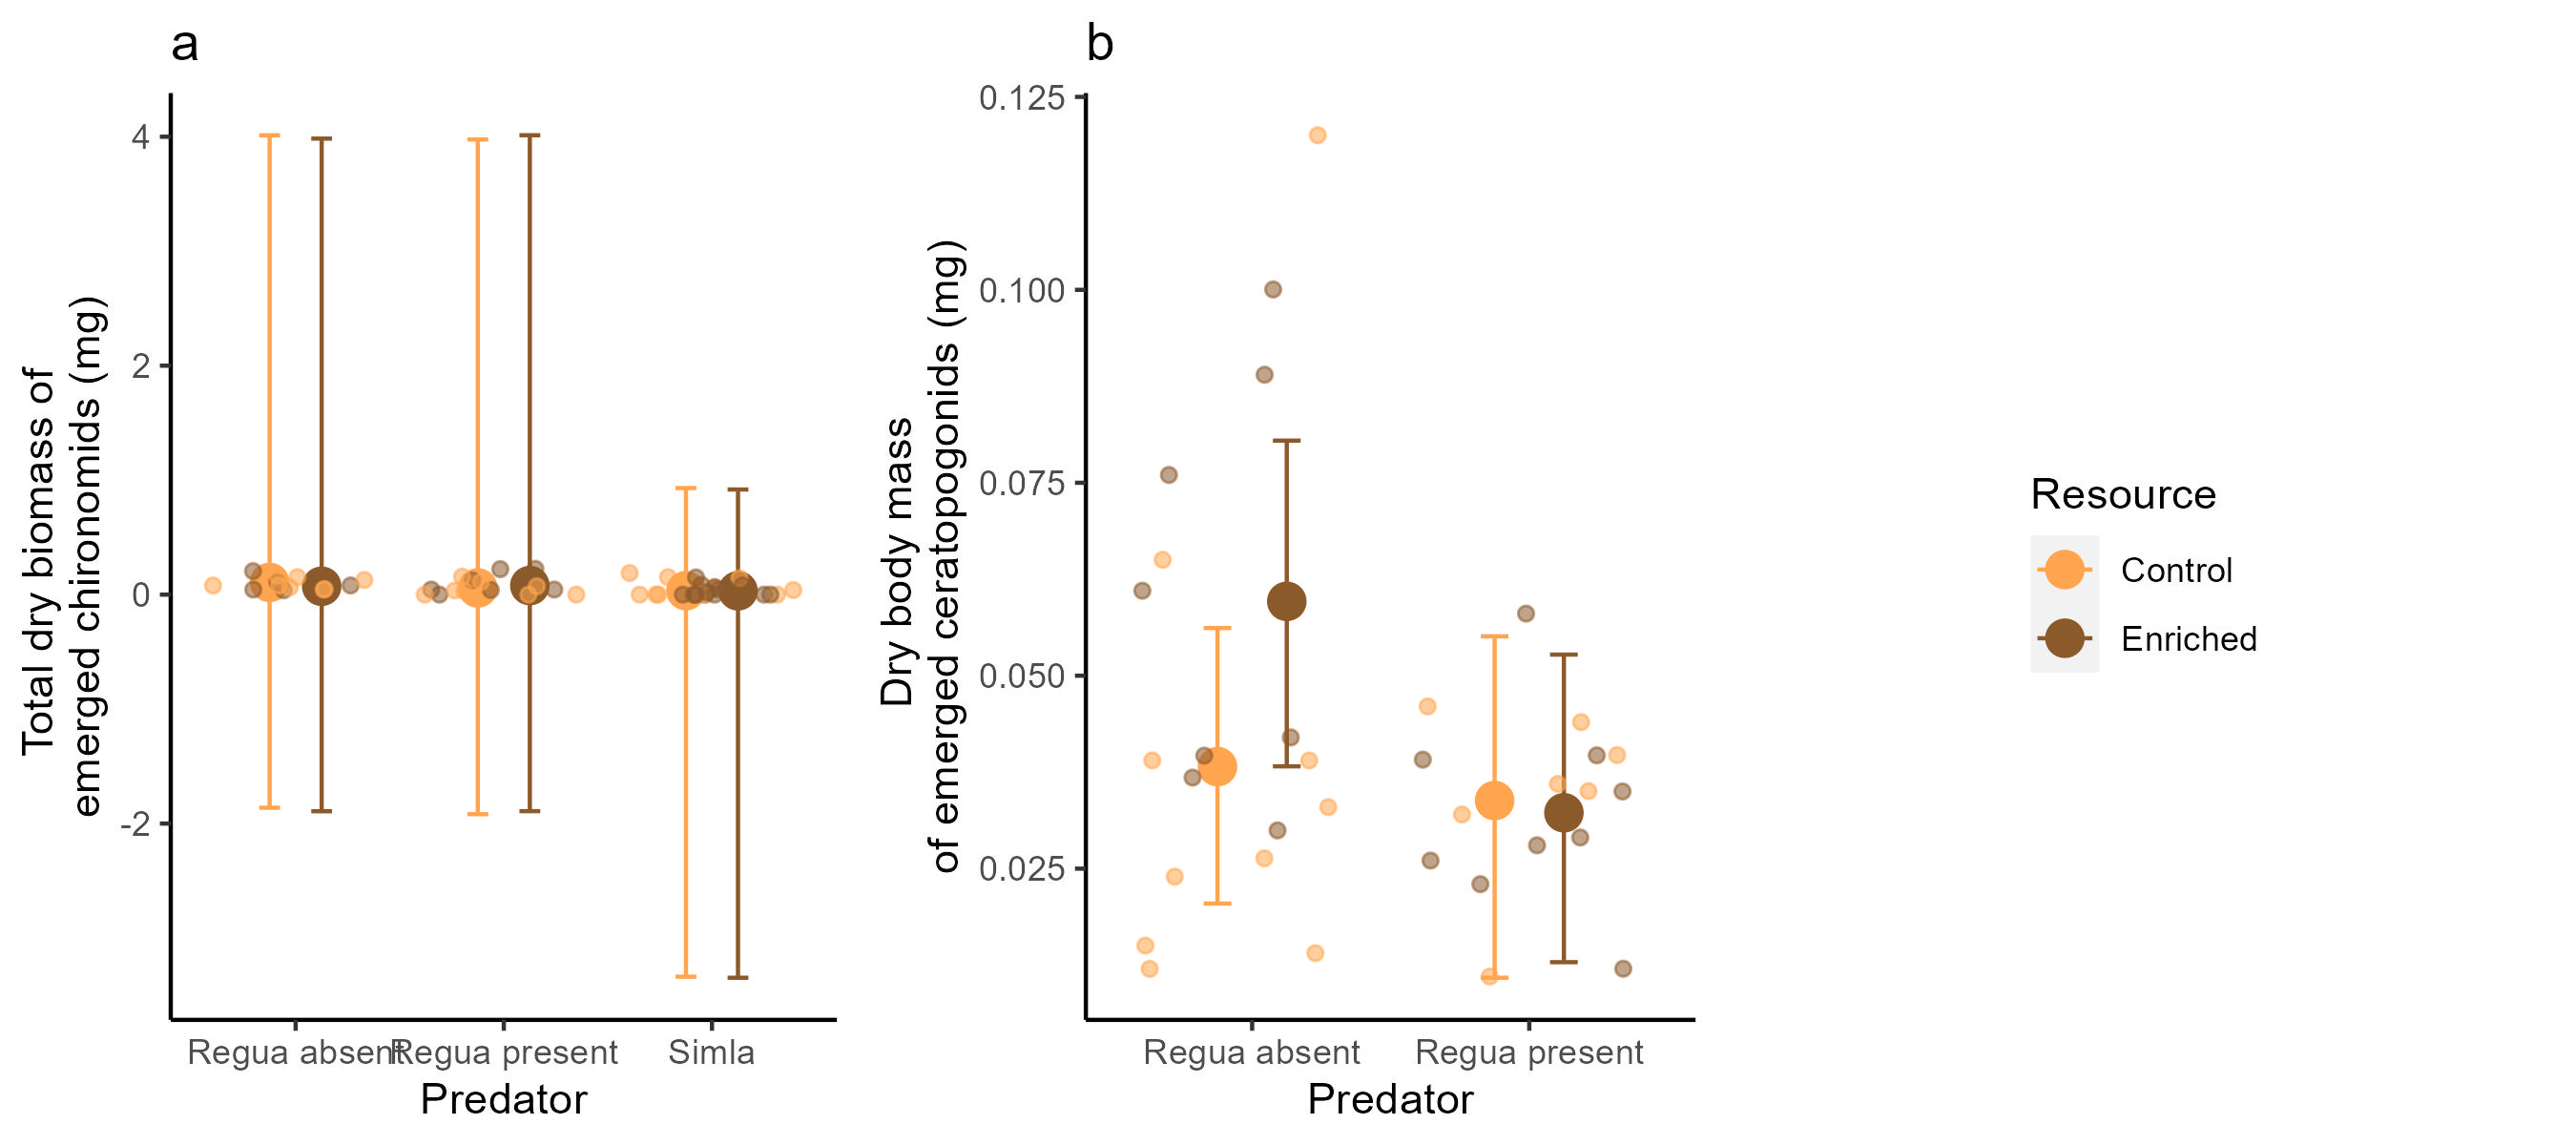 a
Total dry biomass of
emerged chironomids (mg)
4
2
0
-2
Regua absent
Regua present
Simla
Predator
b
Dry body mass
of emerged ceratopogonids (mg)
0.125
0.100
0.075
0.050
0.025
Regua absent
Regua present
Predator
Resource
Control
Enriched